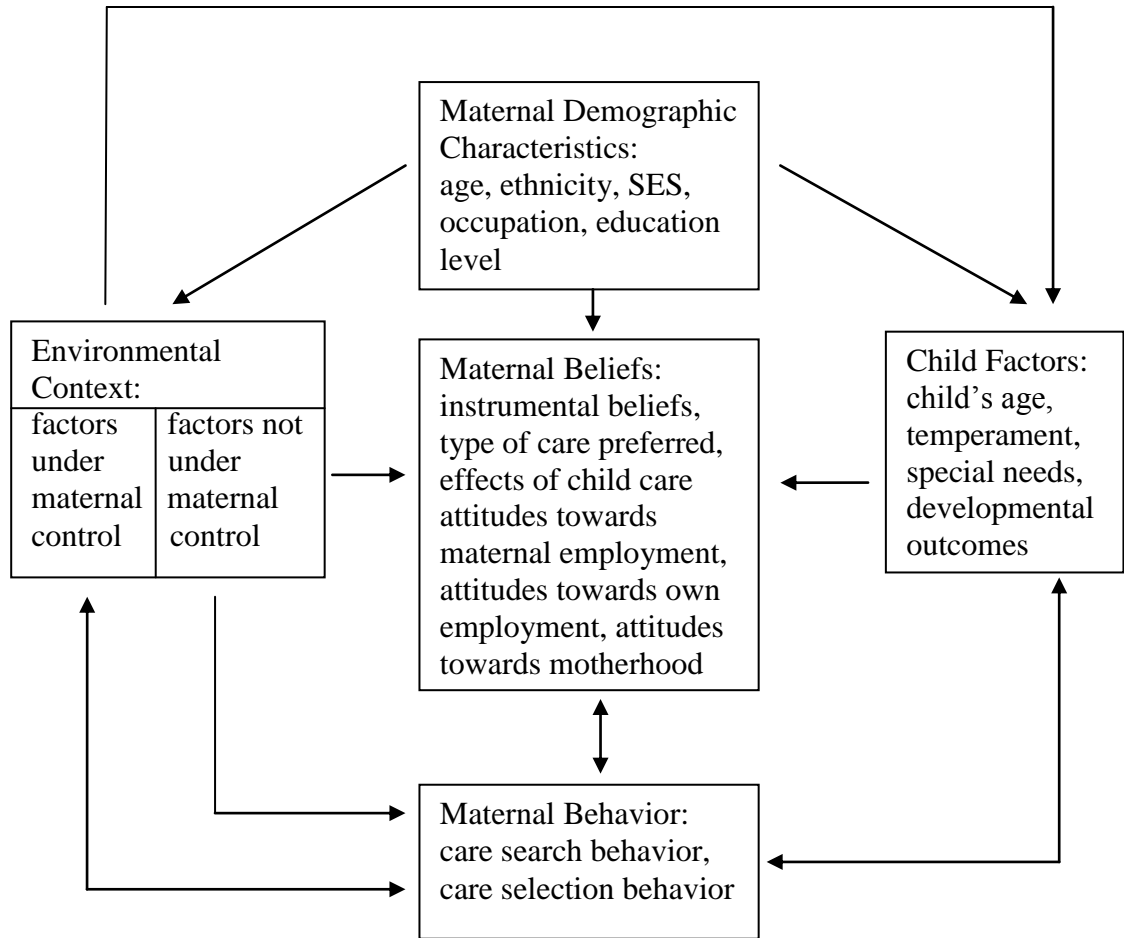 Maternal Demographic
Characteristics:
age, ethnicity, SES,
occupation, education
level
Environmental
Context:
factors
under
maternal
control
factors not
under
maternal
control
Maternal Beliefs:
instrumental beliefs,
type of care preferred,
effects of child care
attitudes towards
maternal employment,
attitudes towards own
employment, attitudes
towards motherhood
Child Factors:
child’s age,
temperament,
special needs,
developmental
outcomes
Maternal Behavior:
care search behavior,
care selection behavior